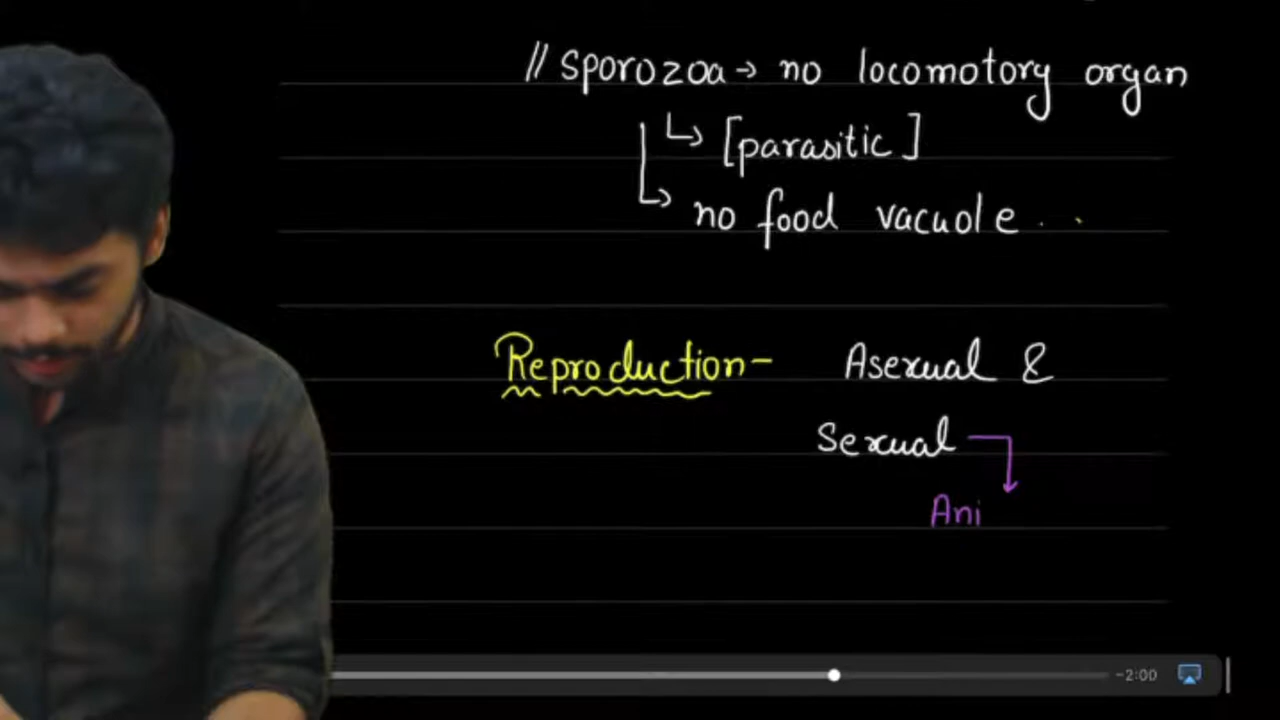 // Sporozoa → no locomotory organ
↳ [parasitic]
↳ no food vacuole . .
Reproduction - Asexual &
Sexual
Ani
-2:00